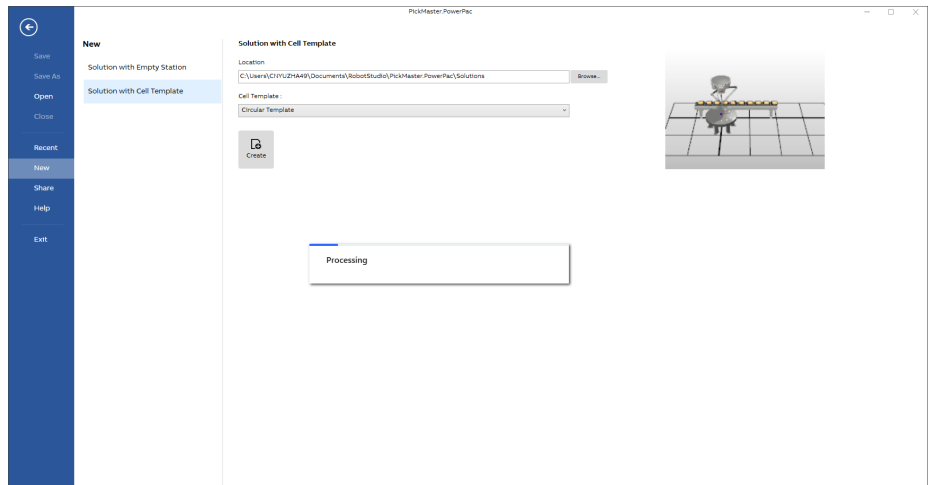 PickMaster.PowerPac
Save
Save As
Open
Close
Recent
New
Share
Help
Exit
New
Solution with Empty Station
Solution with Cell Template
Solution with Cell Template
Location
C:\Users\CNYUZHA49\Documents\RobotStudio\PickMaster.PowerPac\Solutions
Browse...
Cell Template :
Circular Template
Create
Processing